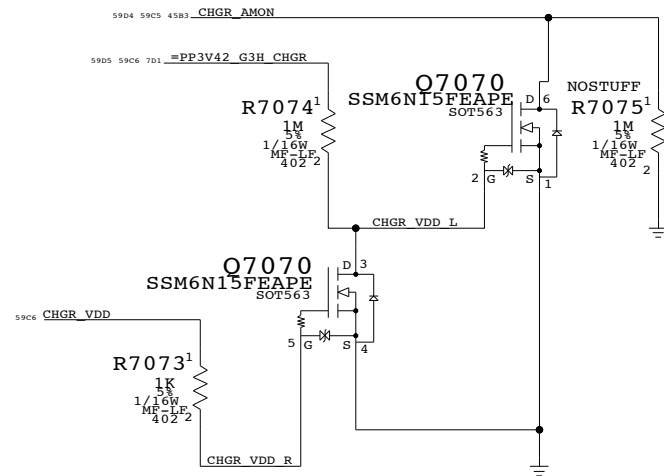 59D4 59C5 45B3 CHGR_AMON
59D5 59C6 7D1 =PP3V42_G3H_CHGR
Q7070
SSM6N15FEAPE
SOT563
D 6
2 G S 1
NOSTUFF
R7075 1
1M
5%
1/16W
MF-LF
402 2
R7074 1
1M
5%
1/16W
MF-LF
402 2
CHGR_VDD_L
Q7070
SSM6N15FEAPE
SOT563
D 3
5 G S 4
59C6 CHGR_VDD
R7073 1
1K
5%
1/16W
MF-LF
402 2
CHGR_VDD_R